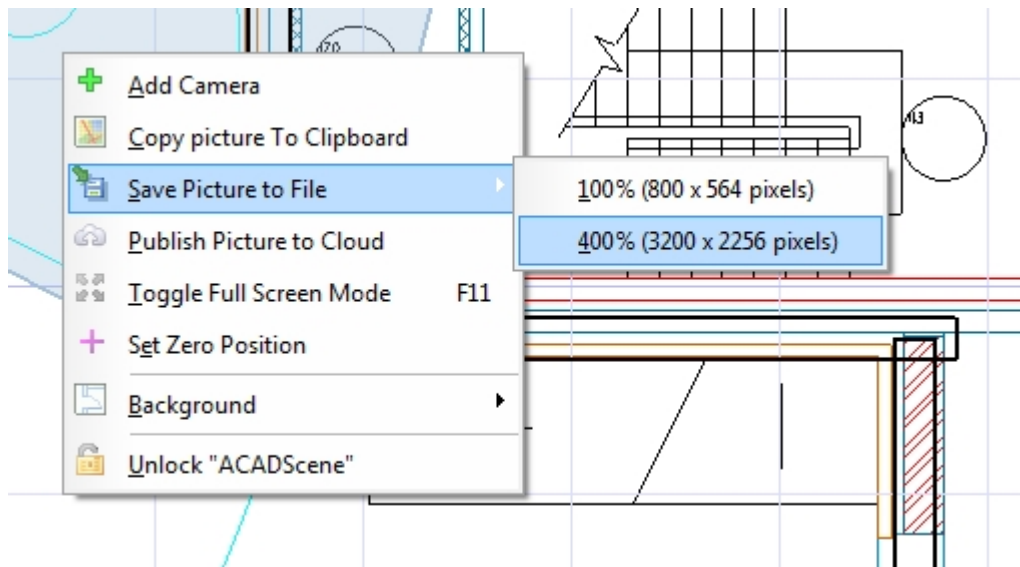 Add Camera
Copy picture To Clipboard
Save Picture to File
100% (800 x 564 pixels)
400% (3200 x 2256 pixels)
Publish Picture to Cloud
Toggle Full Screen Mode F11
Set Zero Position
Background
Unlock "ACADScene"